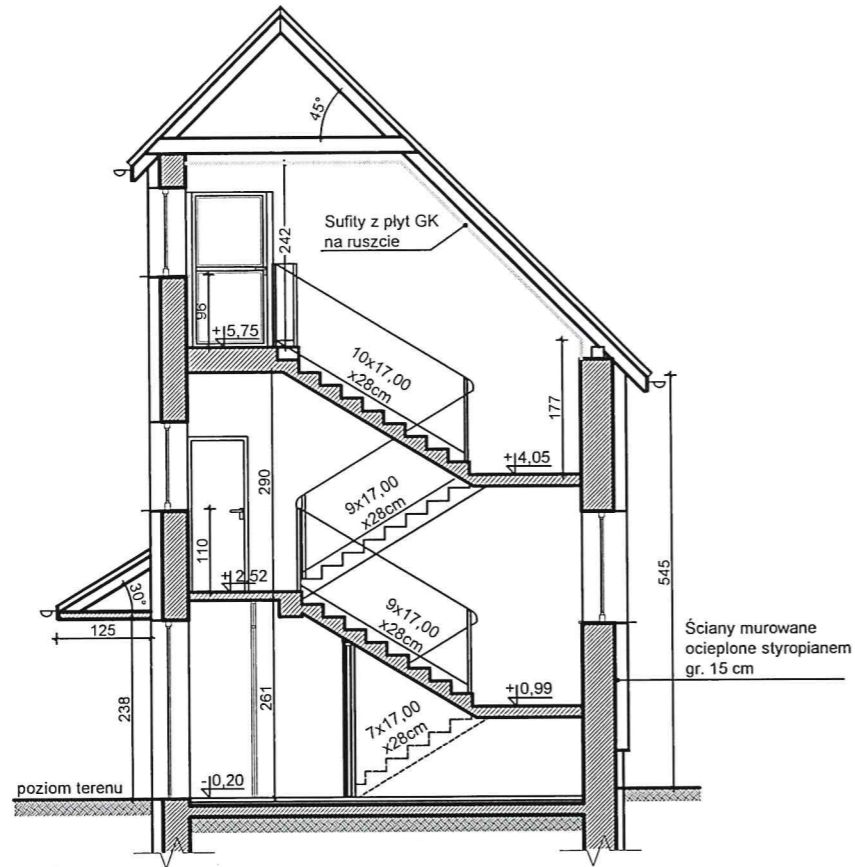 45°
Sufity z płyt GK
na ruszcie
242
96
+5,75
10x17,00
x28cm
177
+4,05
290
9x17,00
x28cm
110
+2,52
545
30°
125
9x17,00
x28cm
Ściany murowane
ocieplone styropianem
gr. 15 cm
+0,99
238
261
7x17,00
x28cm
poziom terenu
-0,20